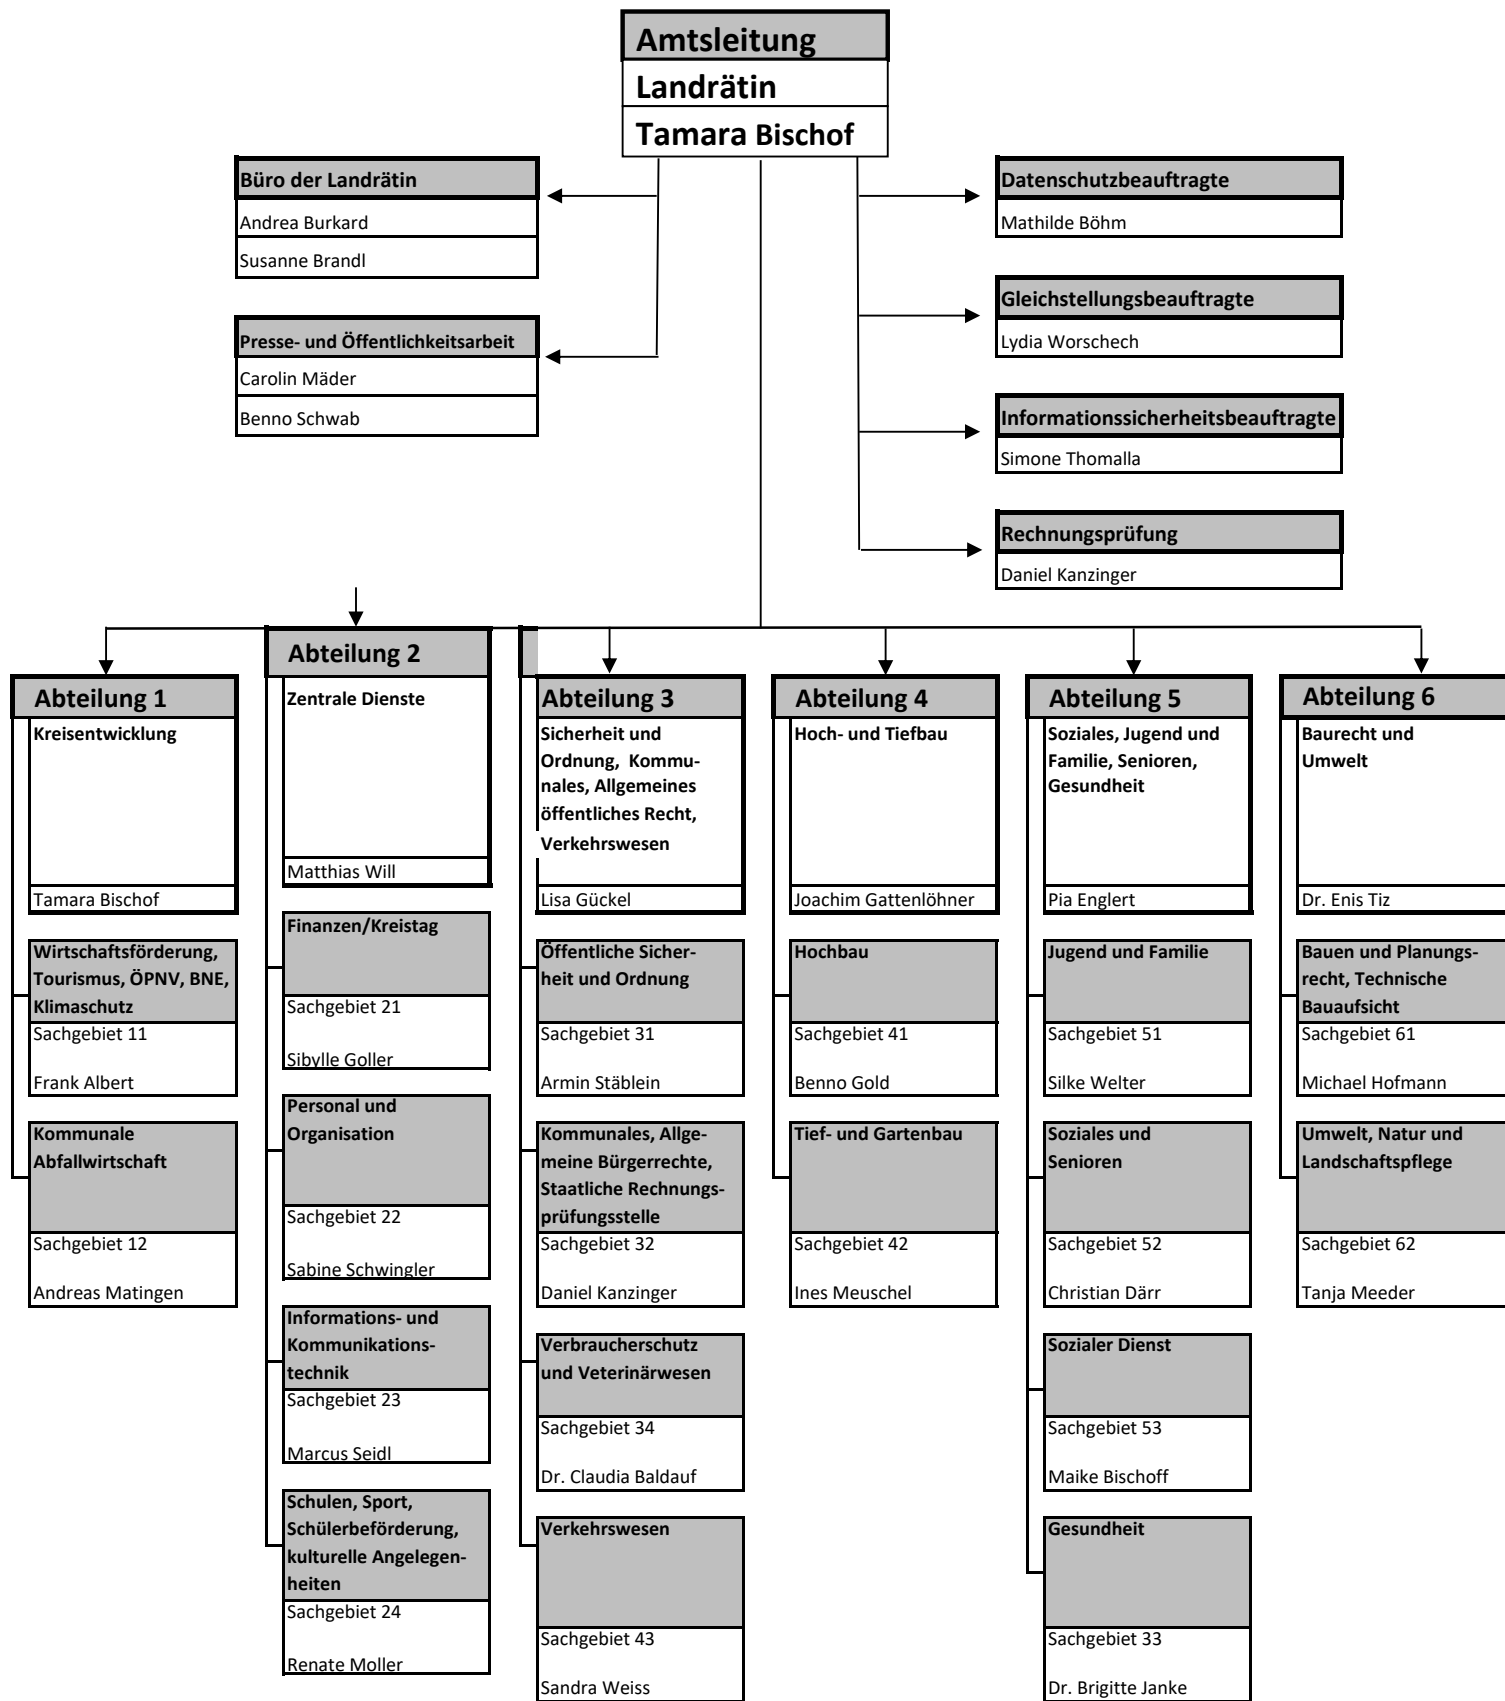 Amtsleitung
Landrätin
Tamara Bischof
Büro der Landrätin
Andrea Burkard
Susanne Brandl
Presse- und Öffentlichkeitsarbeit
Carolin Mäder
Benno Schwab
Datenschutzbeauftragte
Mathilde Böhm
Gleichstellungsbeauftragte
Lydia Worschech
Informationssicherheitsbeauftragte
Simone Thomalla
Rechnungsprüfung
Daniel Kanzinger
Abteilung 1
Kreisentwicklung
Tamara Bischof
Wirtschaftsförderung,
Tourismus, ÖPNV, BNE,
Klimaschutz
Sachgebiet 11
Frank Albert
Kommunale
Abfallwirtschaft
Sachgebiet 12
Andreas Matingen
Abteilung 2
Zentrale Dienste
Matthias Will
Finanzen/Kreistag
Sachgebiet 21
Sibylle Goller
Personal und
Organisation
Sachgebiet 22
Sabine Schwingler
Informations- und
Kommunikations-
technik
Sachgebiet 23
Marcus Seidl
Schulen, Sport,
Schülerbeförderung,
kulturelle Angelegen-
heiten
Sachgebiet 24
Renate Moller
Abteilung 3
Sicherheit und
Ordnung, Kommu-
nales, Allgemeines
öffentliches Recht,
Verkehrswesen
Lisa Gückel
Öffentliche Sicher-
heit und Ordnung
Sachgebiet 31
Armin Stäblein
Kommunales, Allge-
meine Bürgerrechte,
Staatliche Rechnungs-
prüfungsstelle
Sachgebiet 32
Daniel Kanzinger
Verbraucherschutz
und Veterinärwesen
Sachgebiet 34
Dr. Claudia Baldauf
Verkehrswesen
Sachgebiet 43
Sandra Weiss
Abteilung 4
Hoch- und Tiefbau
Joachim Gattenlöhner
Hochbau
Sachgebiet 41
Benno Gold
Tief- und Gartenbau
Sachgebiet 42
Ines Meuschel
Abteilung 5
Soziales, Jugend und
Familie, Senioren,
Gesundheit
Pia Englert
Jugend und Familie
Sachgebiet 51
Silke Welter
Soziales und
Senioren
Sachgebiet 52
Christian Därr
Sozialer Dienst
Sachgebiet 53
Maike Bischoff
Gesundheit
Sachgebiet 33
Dr. Brigitte Janke
Abteilung 6
Baurecht und
Umwelt
Dr. Enis Tiz
Bauen und Planungs-
recht, Technische
Bauaufsicht
Sachgebiet 61
Michael Hofmann
Umwelt, Natur und
Landschaftspflege
Sachgebiet 62
Tanja Meeder